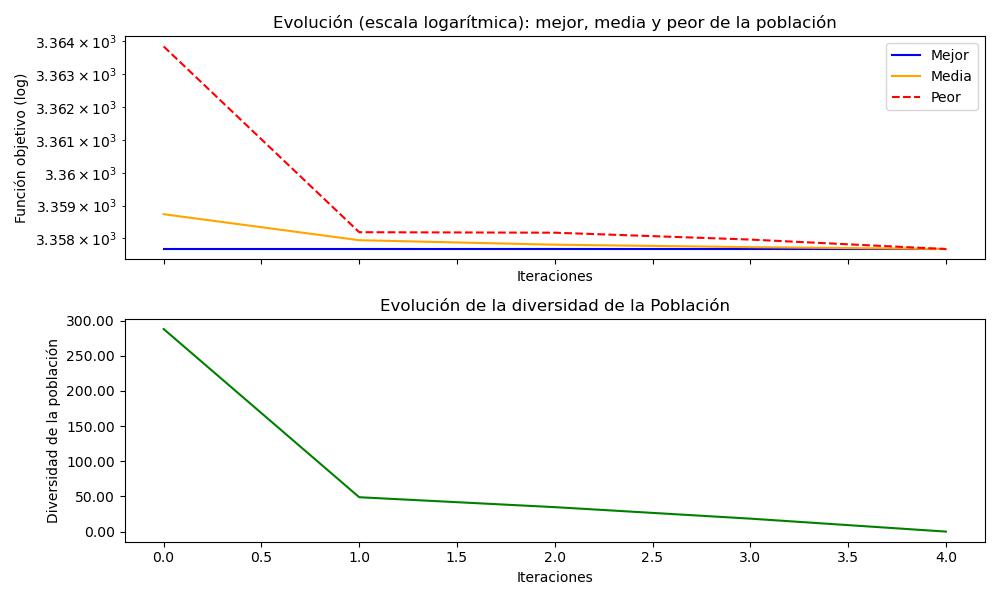 Evolución (escala logarítmica): mejor, media y peor de la población
3.364 × 10³
3.363 × 10³
3.362 × 10³
3.361 × 10³
3.36 × 10³
3.359 × 10³
3.358 × 10³
Función objetivo (log)
Mejor
Media
Peor
Iteraciones
Evolución de la diversidad de la Población
300.00
250.00
200.00
150.00
100.00
50.00
0.00
Diversidad de la población
0.0 0.5 1.0 1.5 2.0 2.5 3.0 3.5 4.0
Iteraciones